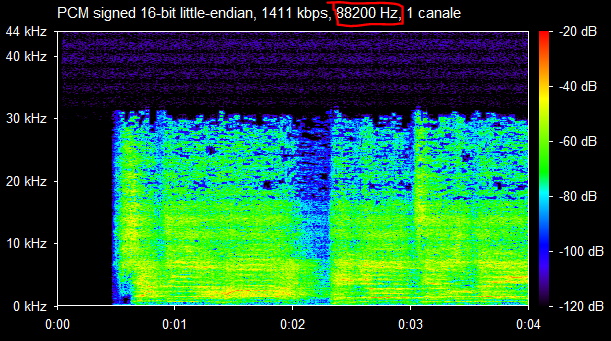 PCM signed 16-bit little-endian, 1411 kbps, 88200 Hz, 1 canale
44 kHz
40 kHz
30 kHz
20 kHz
10 kHz
0 kHz
-20 dB
-40 dB
-60 dB
-80 dB
-100 dB
-120 dB
0:00 0:01 0:02 0:03 0:04